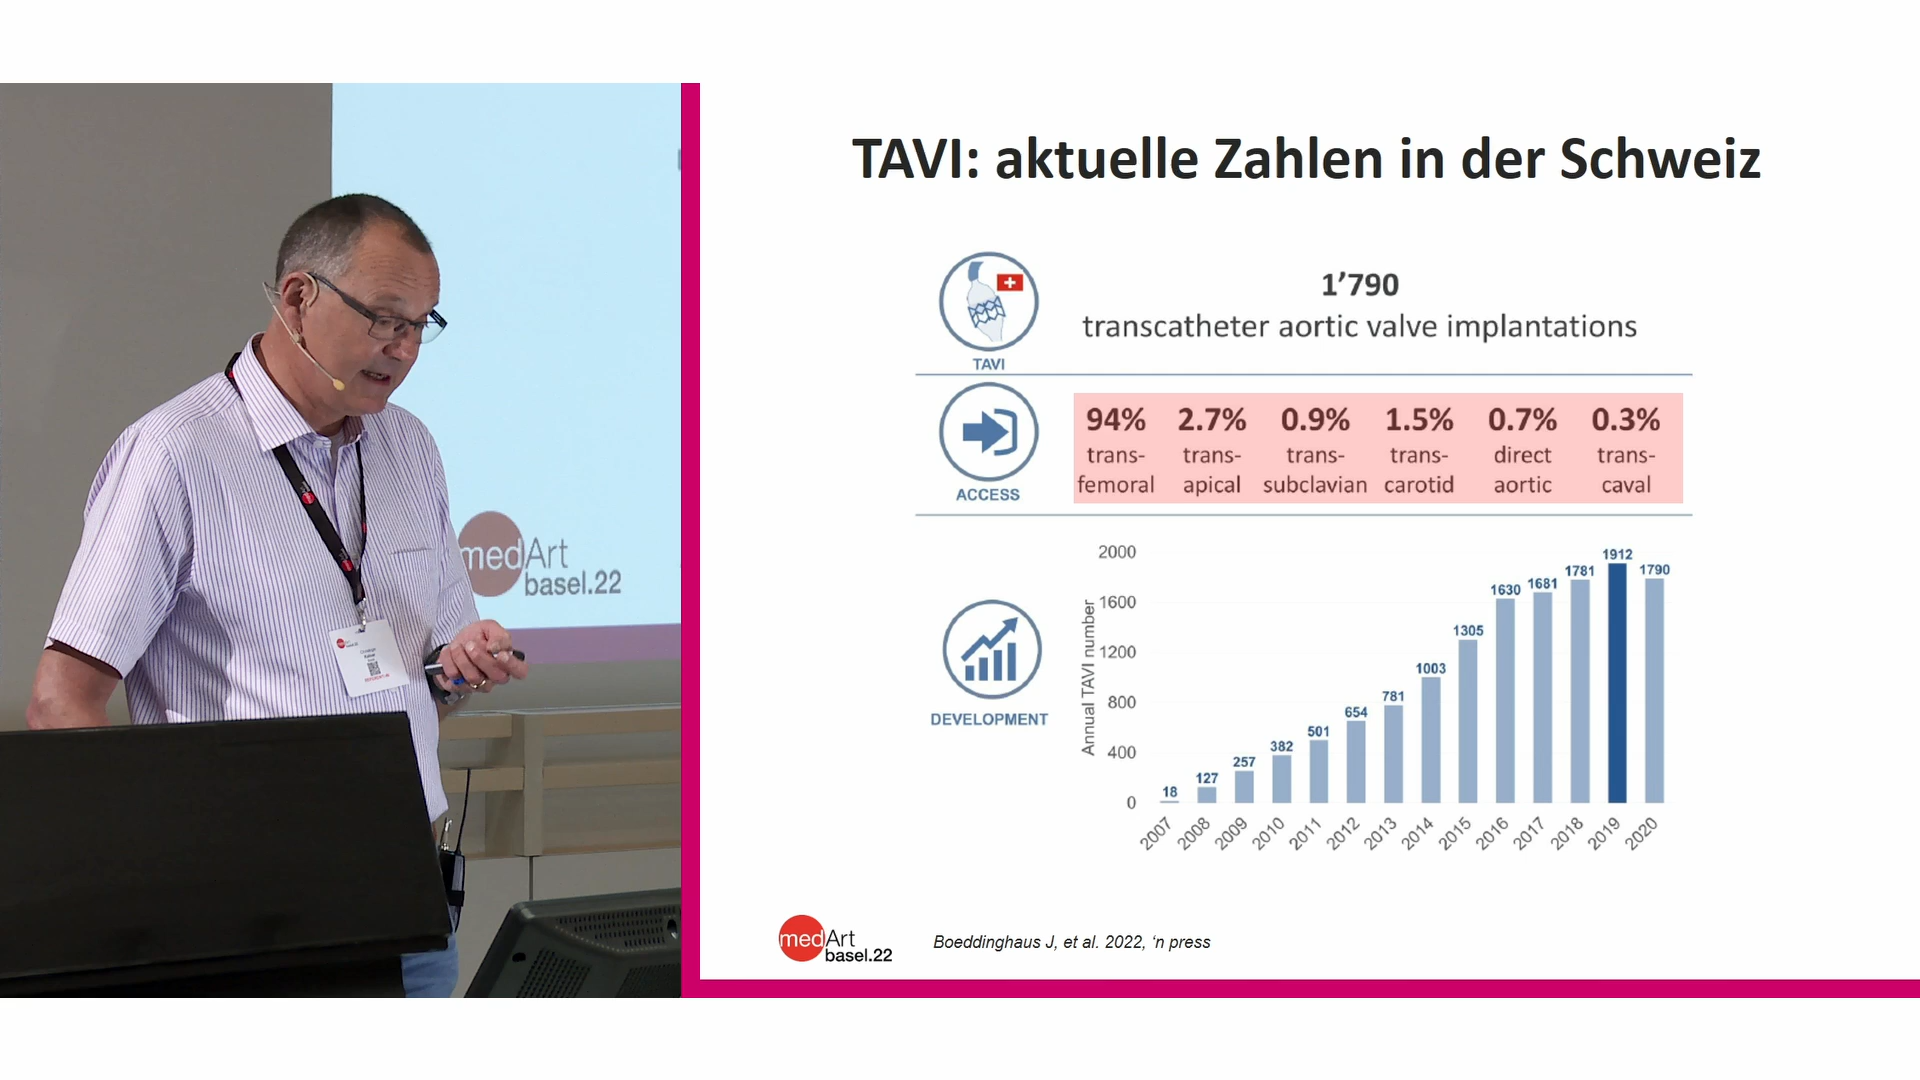 TAVI: aktuelle Zahlen in der Schweiz
TAVI
1’790
transcatheter aortic valve implantations
ACCESS
94% 2.7% 0.9% 1.5% 0.7% 0.3%
trans- trans- trans- trans- direct trans-
femoral apical subclavian carotid aortic caval
DEVELOPMENT
Annual TAVI number
2000
1600
1200
800
400
0
18 127 257 382 501 654 781 1003 1305 1630 1681 1781 1912 1790
2007 2008 2009 2010 2011 2012 2013 2014 2015 2016 2017 2018 2019 2020
medArt
basel.22
Boeddinghaus J, et al. 2022, ‘n press
medArt
basel.22